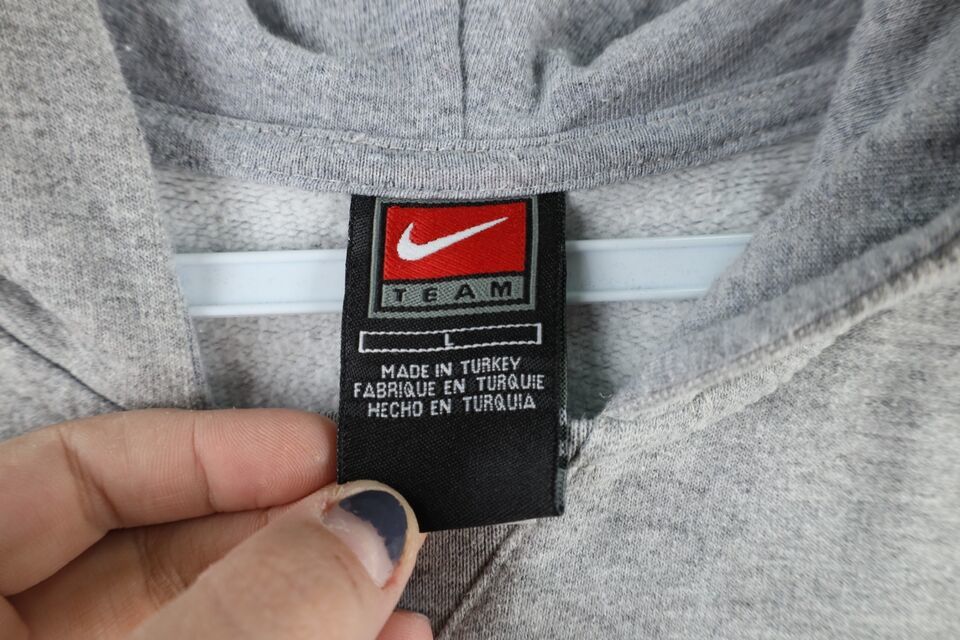 TEAM
L
MADE IN TURKEY
FABRIQUE EN TURQUIE
HECHO EN TURQUIA